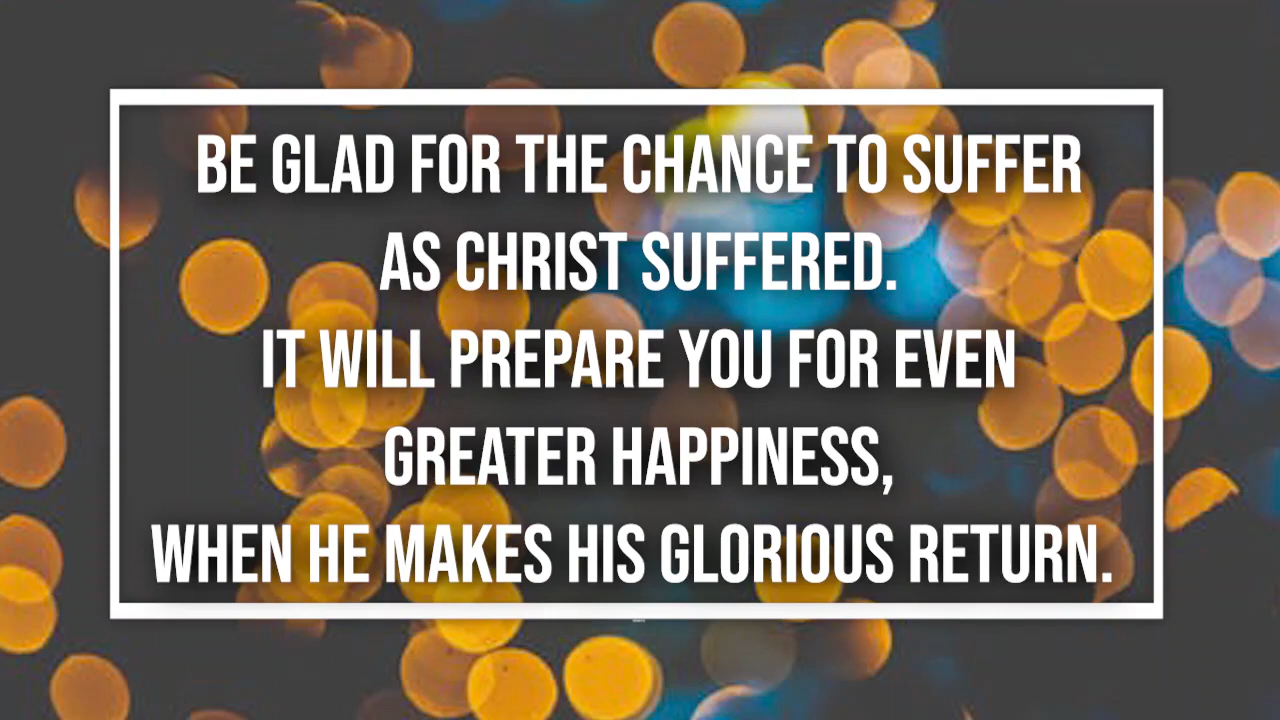 BE GLAD FOR THE CHANCE TO SUFFER
AS CHRIST SUFFERED.
IT WILL PREPARE YOU FOR EVEN
GREATER HAPPINESS,
WHEN HE MAKES HIS GLORIOUS RETURN.